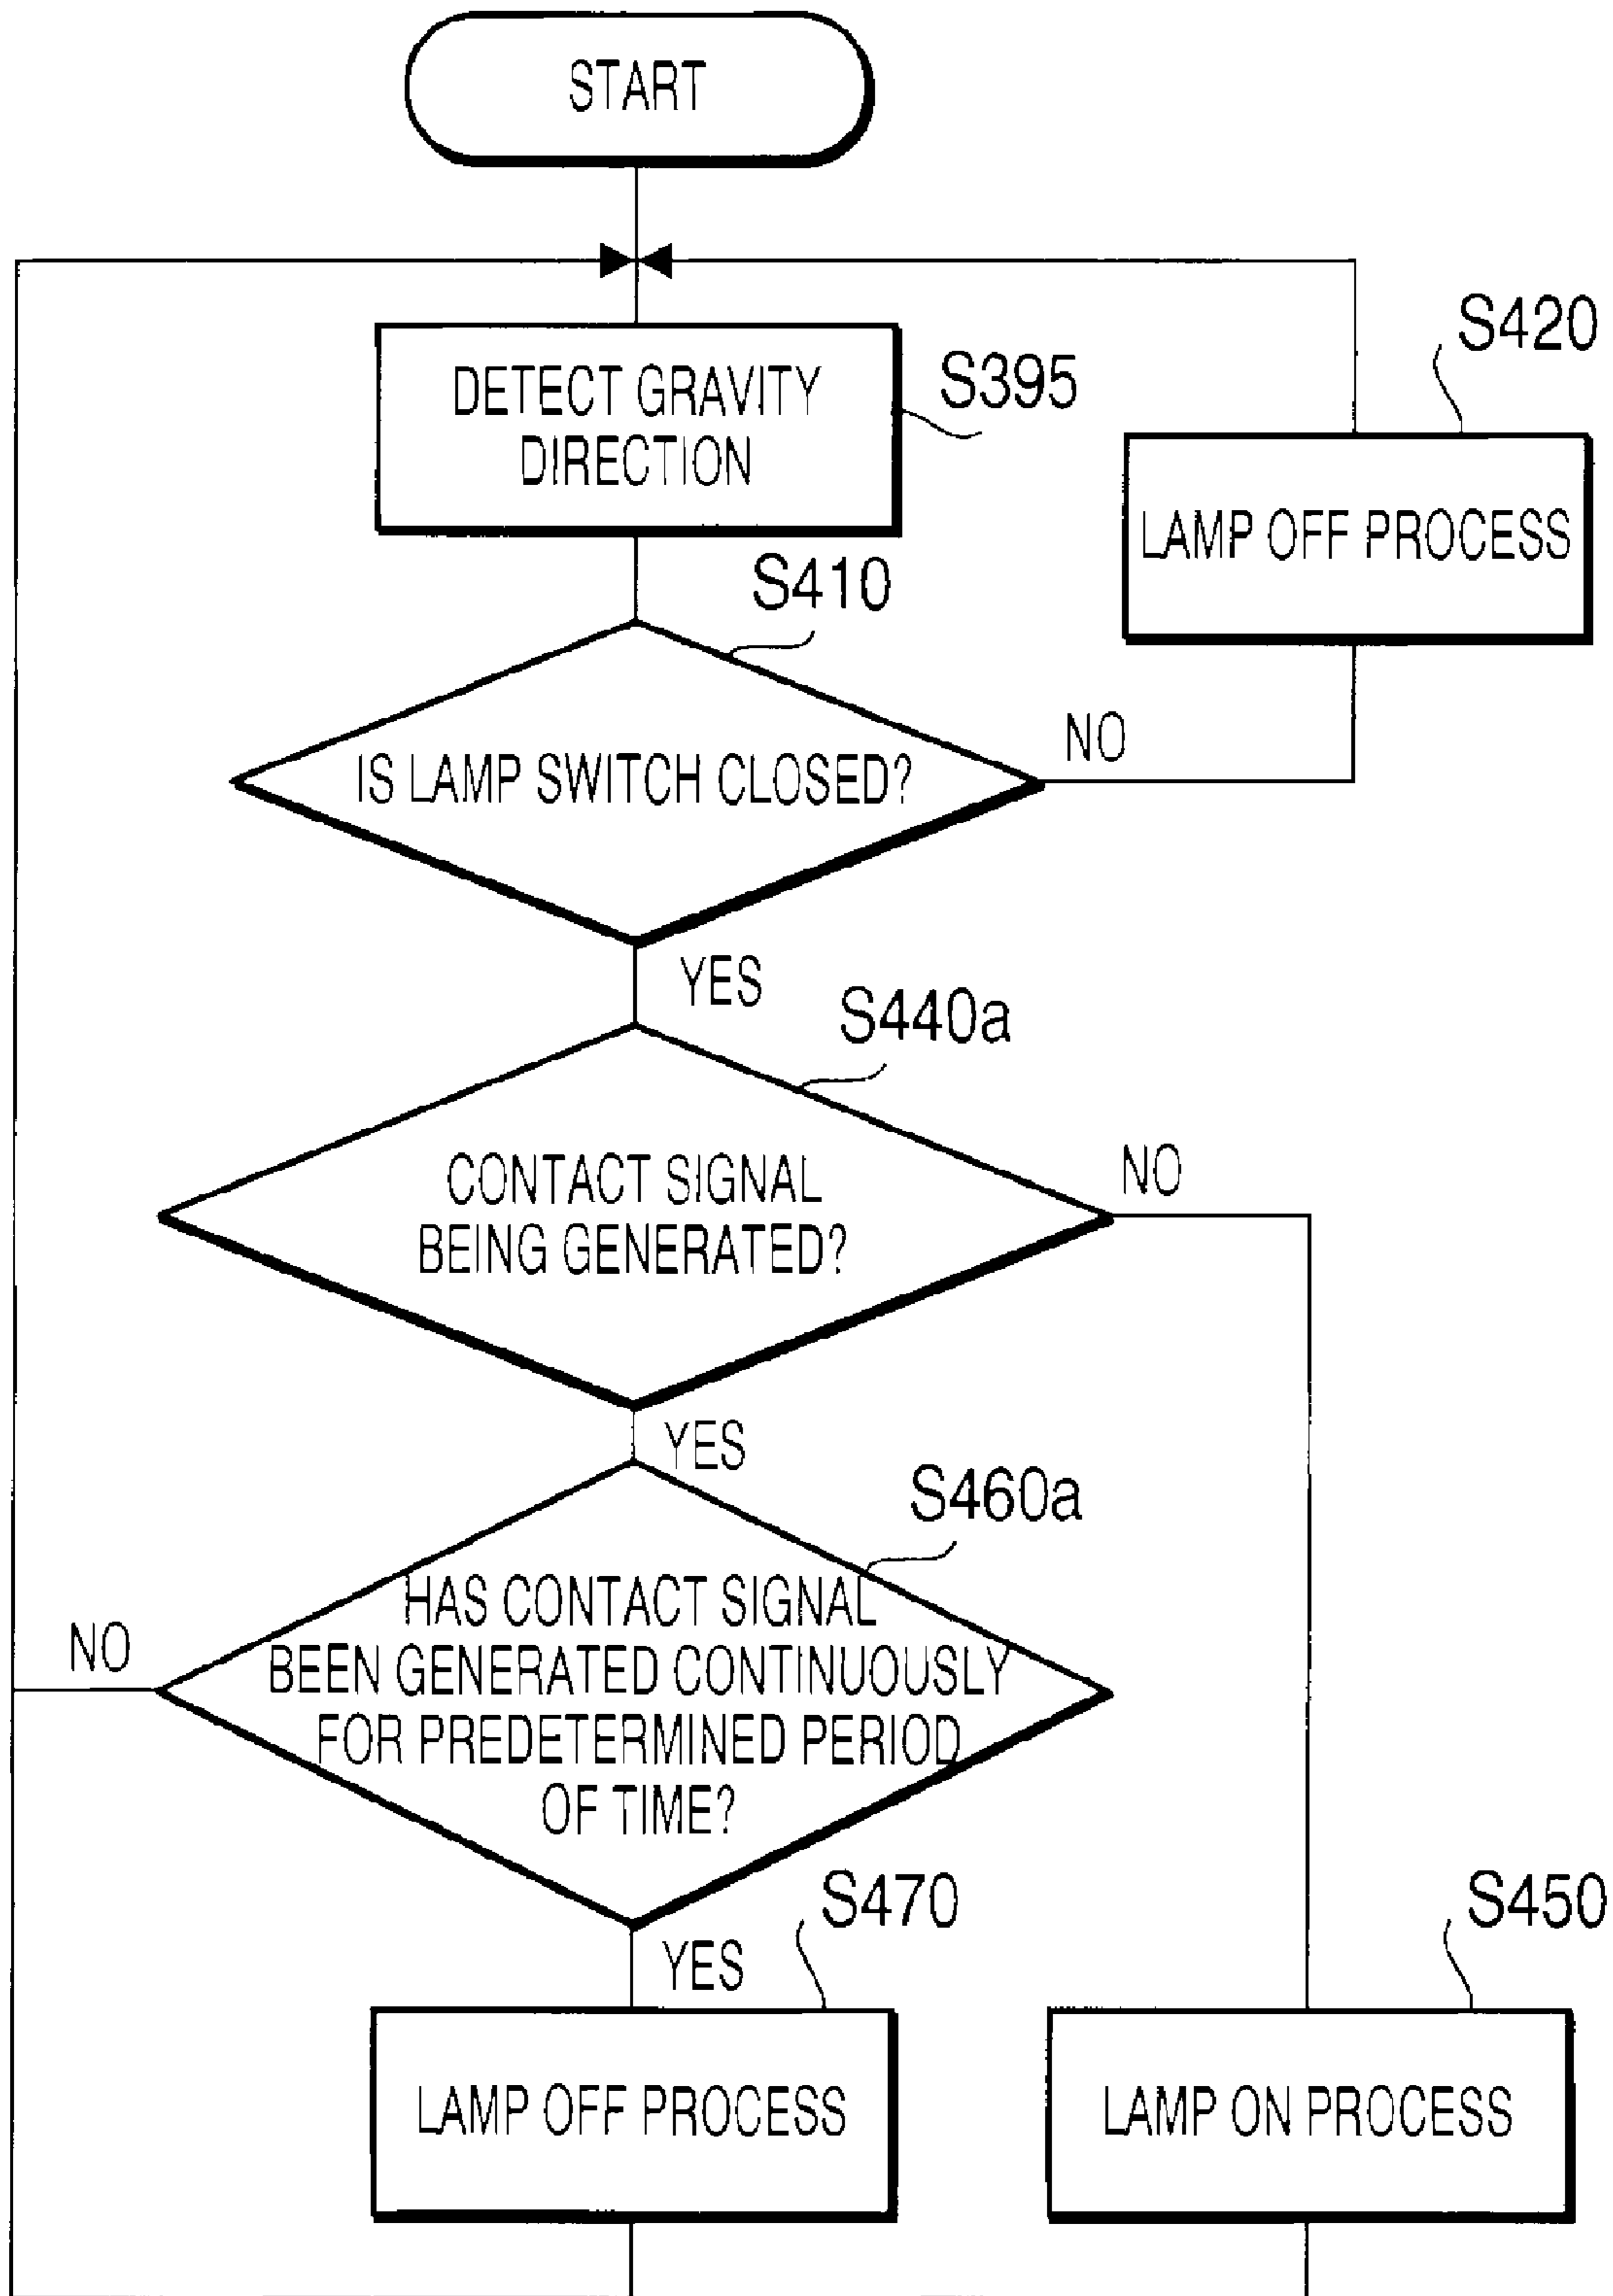 START
DETECT GRAVITY
DIRECTION
S395
S420
LAMP OFF PROCESS
S410
IS LAMP SWITCH CLOSED?
NO
YES
S440a
CONTACT SIGNAL
BEING GENERATED?
NO
YES
S460a
HAS CONTACT SIGNAL
BEEN GENERATED CONTINUOUSLY
FOR PREDETERMINED PERIOD
OF TIME?
NO
YES
S470
LAMP OFF PROCESS
S450
LAMP ON PROCESS